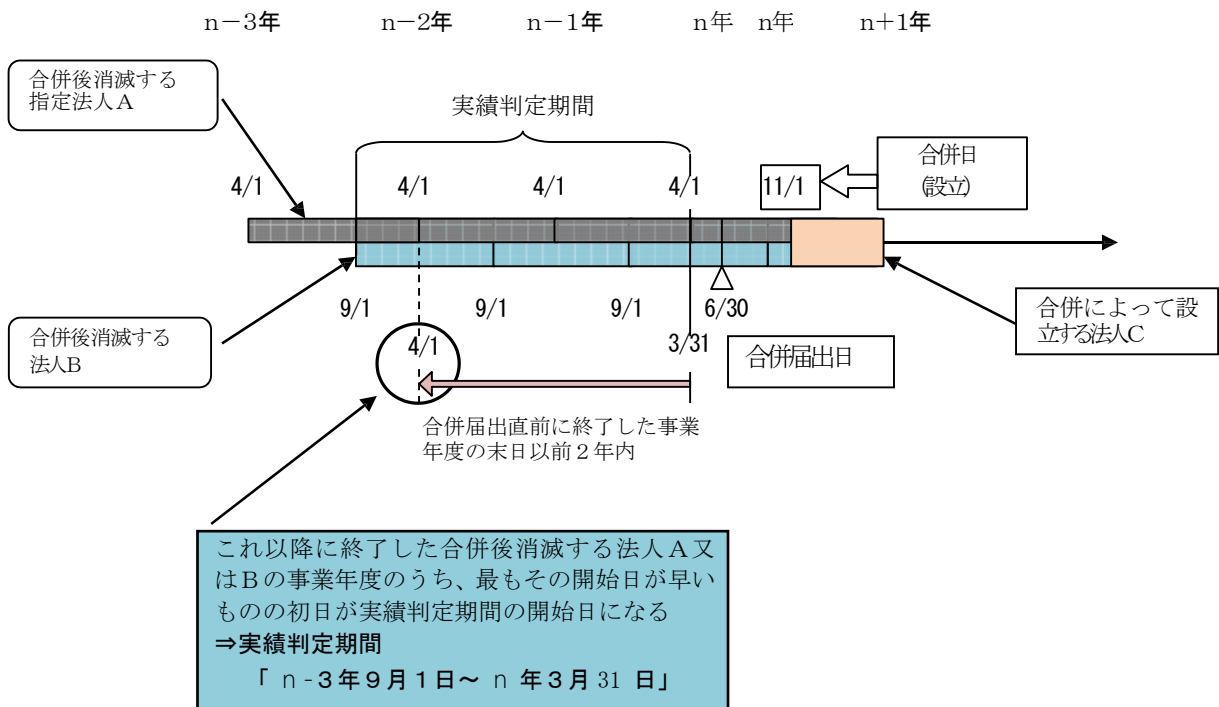 n－3年 n－2年 n－1年 n年 n年 n＋1年
合併後消滅する
指定法人A
実績判定期間
合併日
(設立)
4/1 4/1 4/1 4/1 11/1
9/1 9/1 9/1 6/30
合併後消滅する
法人B
4/1 3/31
合併届出日
合併によって設
立する法人C
合併届出直前に終了した事業
年度の末日以前２年内
これ以降に終了した合併後消滅する法人A又
はBの事業年度のうち、最もその開始日が早い
ものの初日が実績判定期間の開始日になる
⇒実績判定期間
「 n-3年９月１日～ n 年３月 31 日」